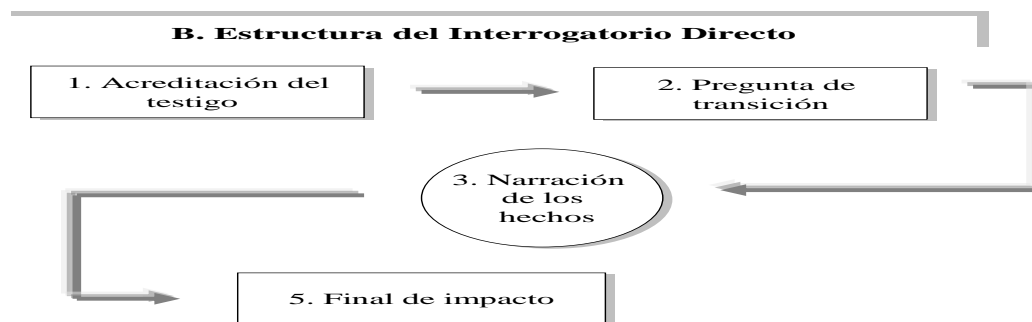 B. Estructura del Interrogatorio Directo
1. Acreditación del
testigo
2. Pregunta de
transición
3. Narración
de los
hechos
5. Final de impacto